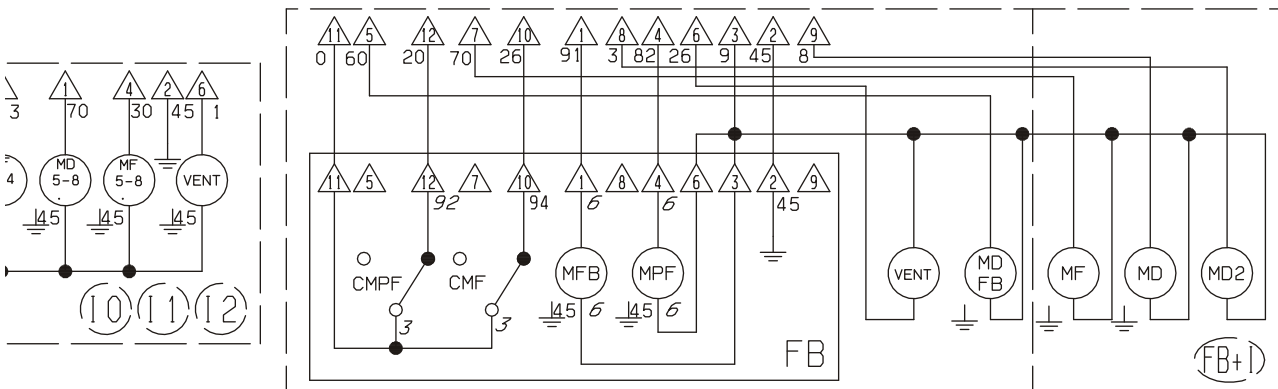 11 5 12 7 10 1 8 4 6 3 2 9
0 60 20 70 26 91 3 82 26 9 45 8
1 4 2 6
3 70 30 45 1
4 MD 5-8 MF 5-8 VENT
45 45 45
I0 I1 I2
11 5 12 7 10 1 8 4 6 3 2 9
92 94 6 6 45
CMPF CMF MFB MPF VENT MD FB MF MD MD2
3 3 45 6 45 6
FB FB+I